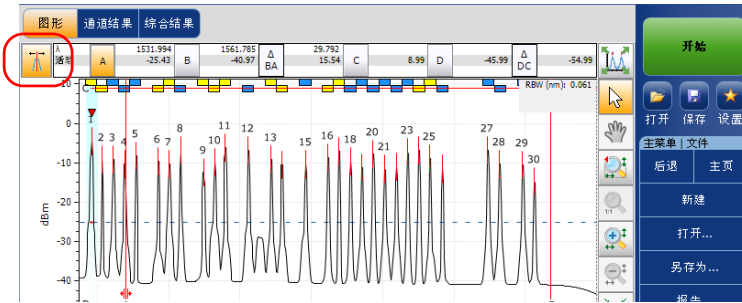 图形 通道结果 综合结果
开始
λ 1531.994 1561.785 29.792
A -25.43 B -40.97 Δ BA 15.54 C 8.99 D -45.99 Δ DC -54.99
打开 保存 设置
-10 C RBW (nm): 0.061
主菜单 | 文件
后退 主页
新建
打开...
另存为...
报告
dBm
0
-10
-20
-30
-40
1 2 3 4 5 6 7 8 9 10 11 12 13 15 16 18 20 21 23 25 27 28 29 30
1:1